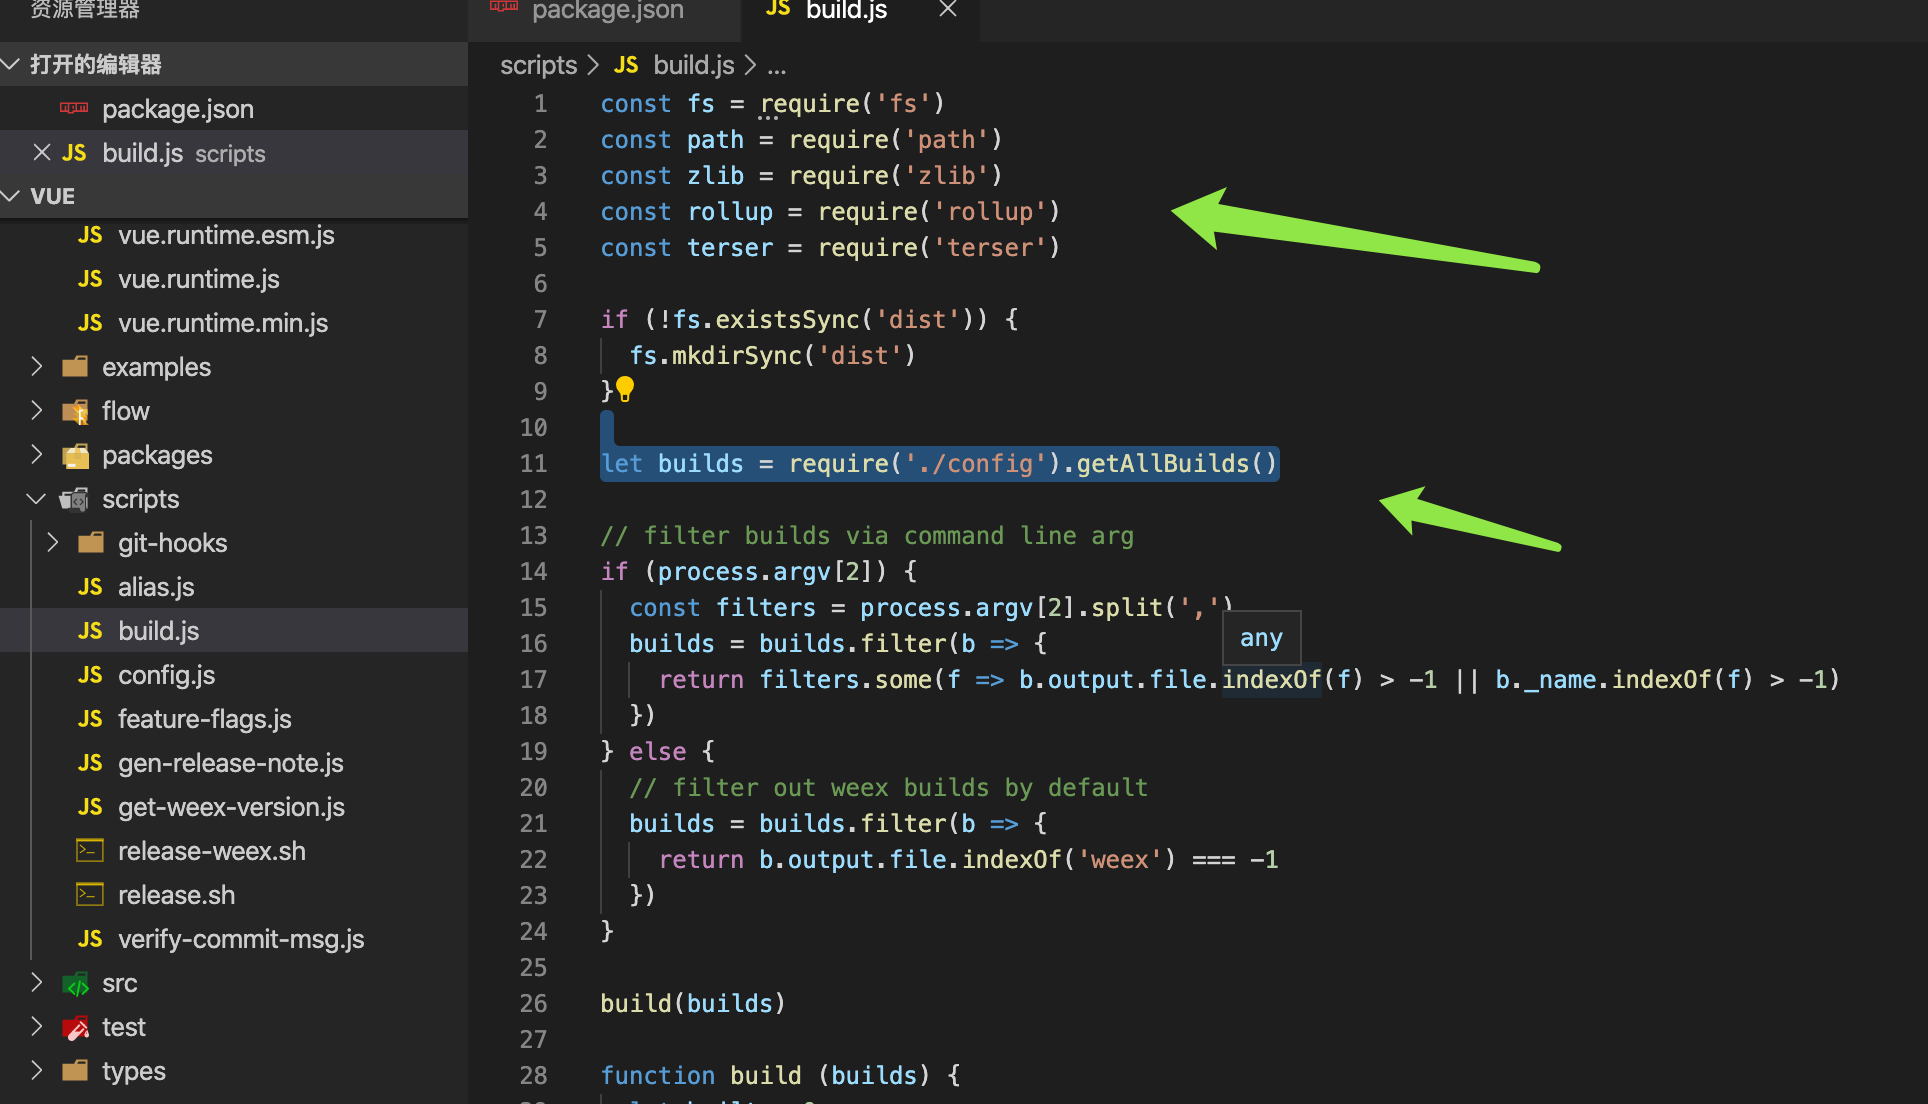 资源管理器
打开的编辑器
package.json
JS build.js scripts
VUE
JS vue.runtime.esm.js
JS vue.runtime.js
JS vue.runtime.min.js
examples
flow
packages
scripts
git-hooks
JS alias.js
JS build.js
JS config.js
JS feature-flags.js
JS gen-release-note.js
JS get-weex-version.js
release-weex.sh
release.sh
JS verify-commit-msg.js
src
test
types
package.json
JS build.js
scripts > JS build.js > ...
1 const fs = require('fs')
2 const path = require('path')
3 const zlib = require('zlib')
4 const rollup = require('rollup')
5 const terser = require('terser')
6
7 if (!fs.existsSync('dist')) {
8 fs.mkdirSync('dist')
9 }
10
11 let builds = require('./config').getAllBuilds()
12
13 // filter builds via command line arg
14 if (process.argv[2]) {
15 const filters = process.argv[2].split(',')
any
16 builds = builds.filter(b => {
17 return filters.some(f => b.output.file.indexOf(f) > -1 || b._name.indexOf(f) > -1)
18 })
19 } else {
20 // filter out weex builds by default
21 builds = builds.filter(b => {
22 return b.output.file.indexOf('weex') === -1
23 })
24 }
25
26 build(builds)
27
28 function build (builds) {